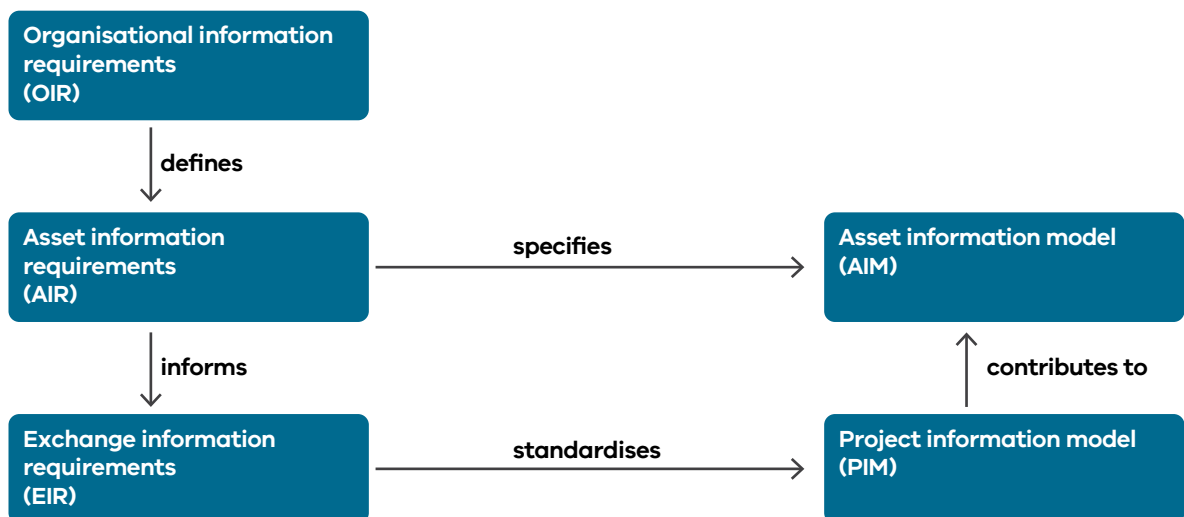 Organisational information
requirements
(OIR)
defines
Asset information
requirements
(AIR)
specifies
Asset information model
(AIM)
informs
contributes to
Exchange information
requirements
(EIR)
standardises
Project information model
(PIM)